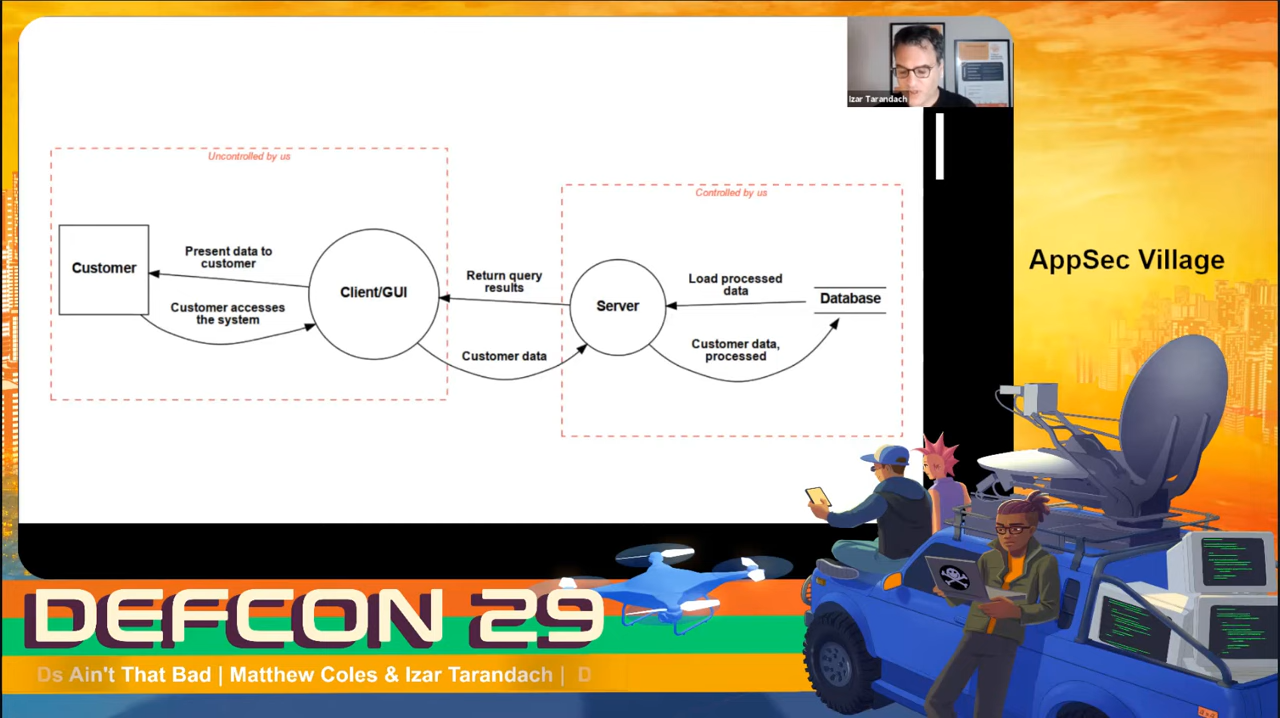 Izar Tarandach
Uncontrolled by us
Controlled by us
Customer
Present data to
customer
Customer accesses
the system
Client/GUI
Return query
results
Customer data
Server
Load processed
data
Customer data,
processed
Database
AppSec Village
DEFCON 29
Ds Ain't That Bad | Matthew Coles & Izar Tarandach | D